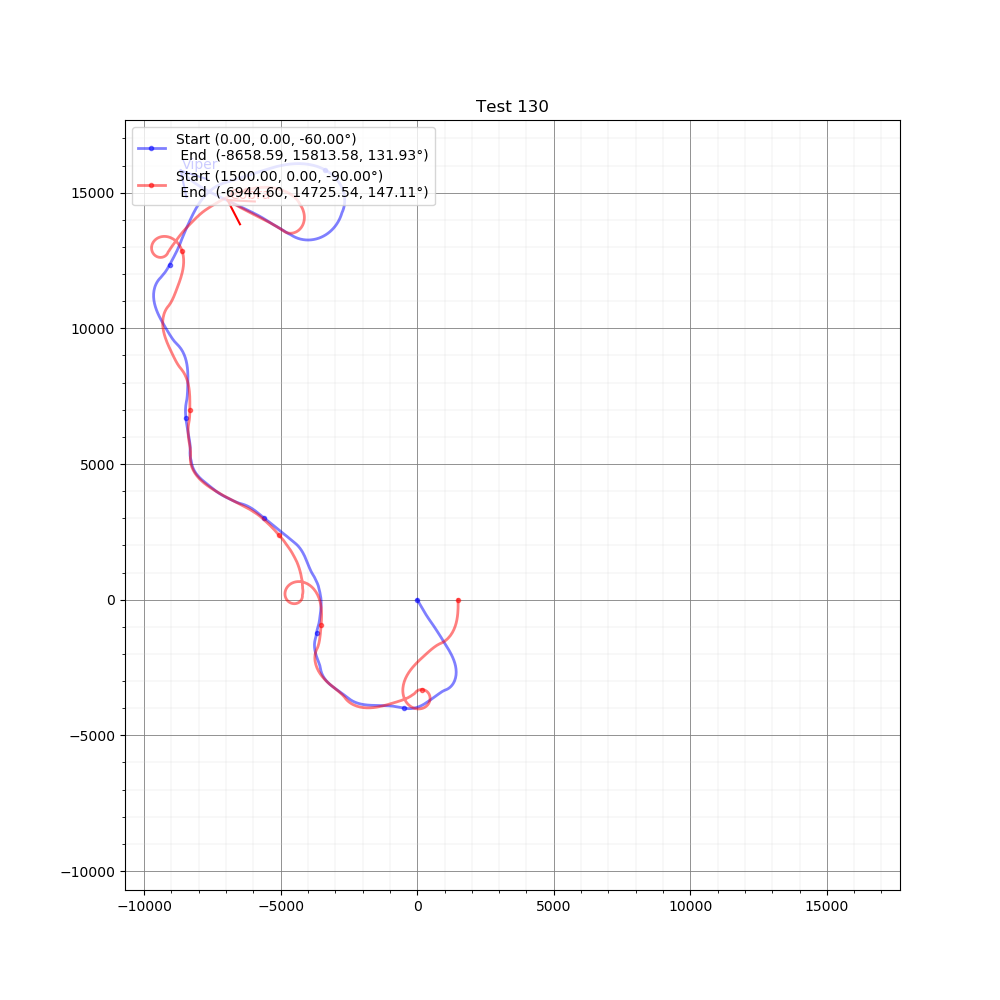 Test 130
Start (0.00, 0.00, -60.00°)
End (-8658.59, 15813.58, 131.93°)
Start (1500.00, 0.00, -90.00°)
End (-6944.60, 14725.54, 147.11°)
Viper
15000
10000
5000
0
−5000
−10000
−10000 −5000 0 5000 10000 15000